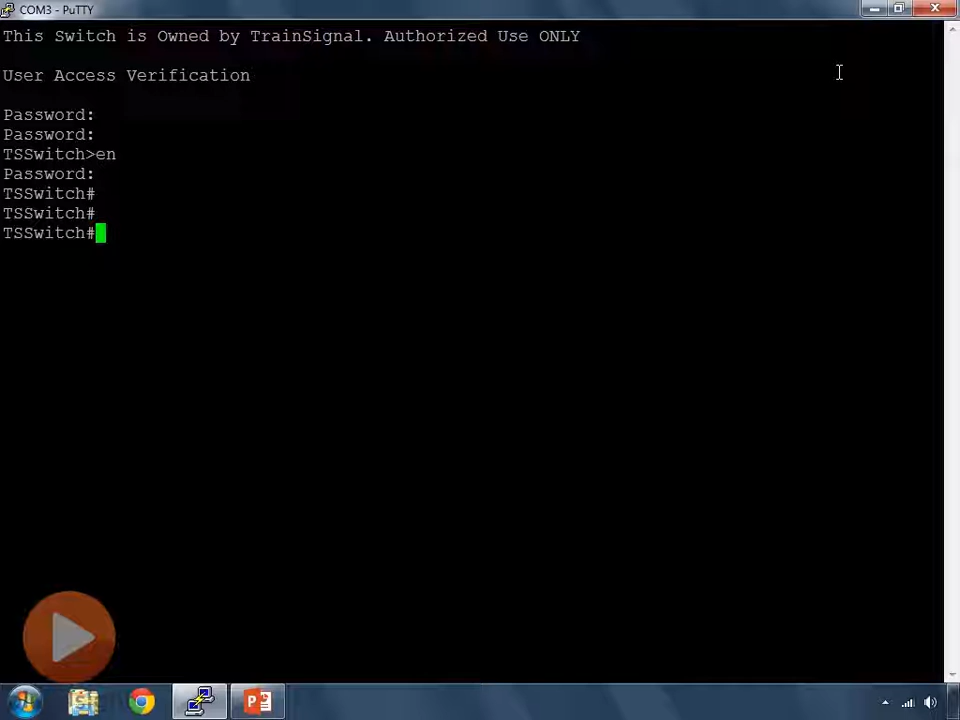 COM3 - PuTTY
This Switch is Owned by TrainSignal. Authorized Use ONLY
User Access Verification
Password:
Password:
TSSwitch>en
Password:
TSSwitch#
TSSwitch#
TSSwitch#